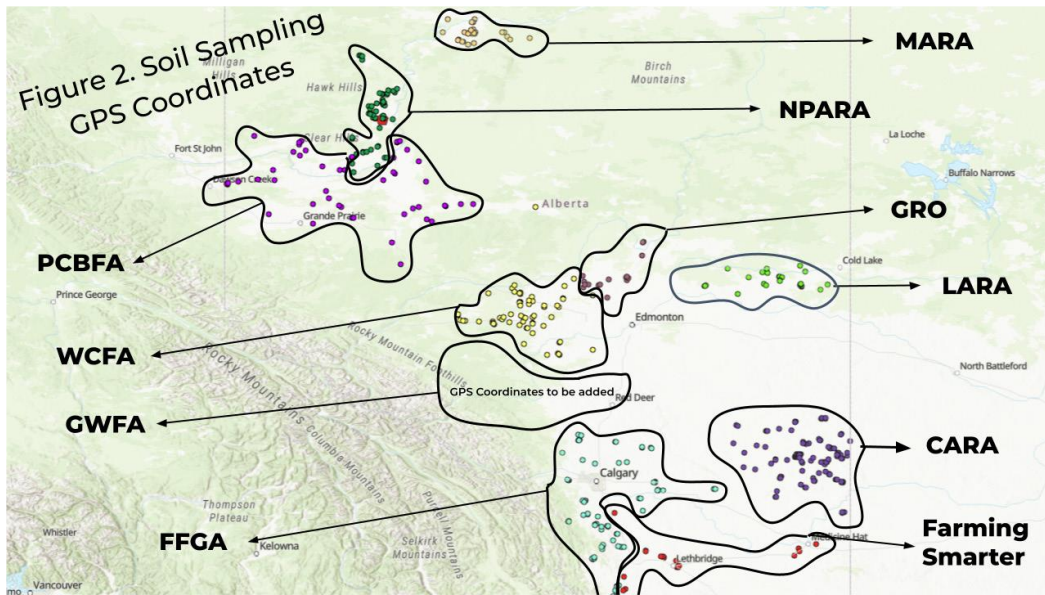 Figure 2. Soil Sampling
GPS Coordinates
MARA
NPARA
GRO
LARA
CARA
Farming
Smarter
PCBFA
WCFA
GWFA
FFGA
GPS Coordinates to be added
Milligan
Hills
Hawk Hills
Birch
Mountains
Clear Hills
Fort St John
Dawson Creek
Grande Prairie
Alberta
La Loche
Buffalo Narrows
Cold Lake
Prince George
Edmonton
Rocky Mountain Foothills
Rocky Mountains
North Battleford
Red Deer
Columbia Mountains
Calgary
Thompson
Plateau
Purcell Mountains
Whistler
Kelowna
Selkirk
Mountains
Lethbridge
Medicine Hat
mo
Vancouver